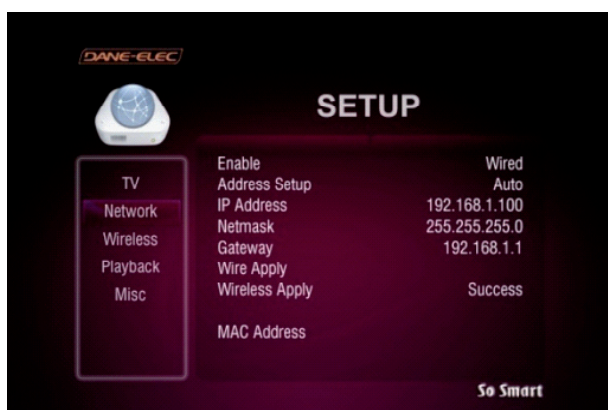 DANE-ELEC
SETUP
TV
Network
Wireless
Playback
Misc
Enable Wired
Address Setup Auto
IP Address 192.168.1.100
Netmask 255.255.255.0
Gateway 192.168.1.1
Wire Apply
Wireless Apply Success
MAC Address
So Smart